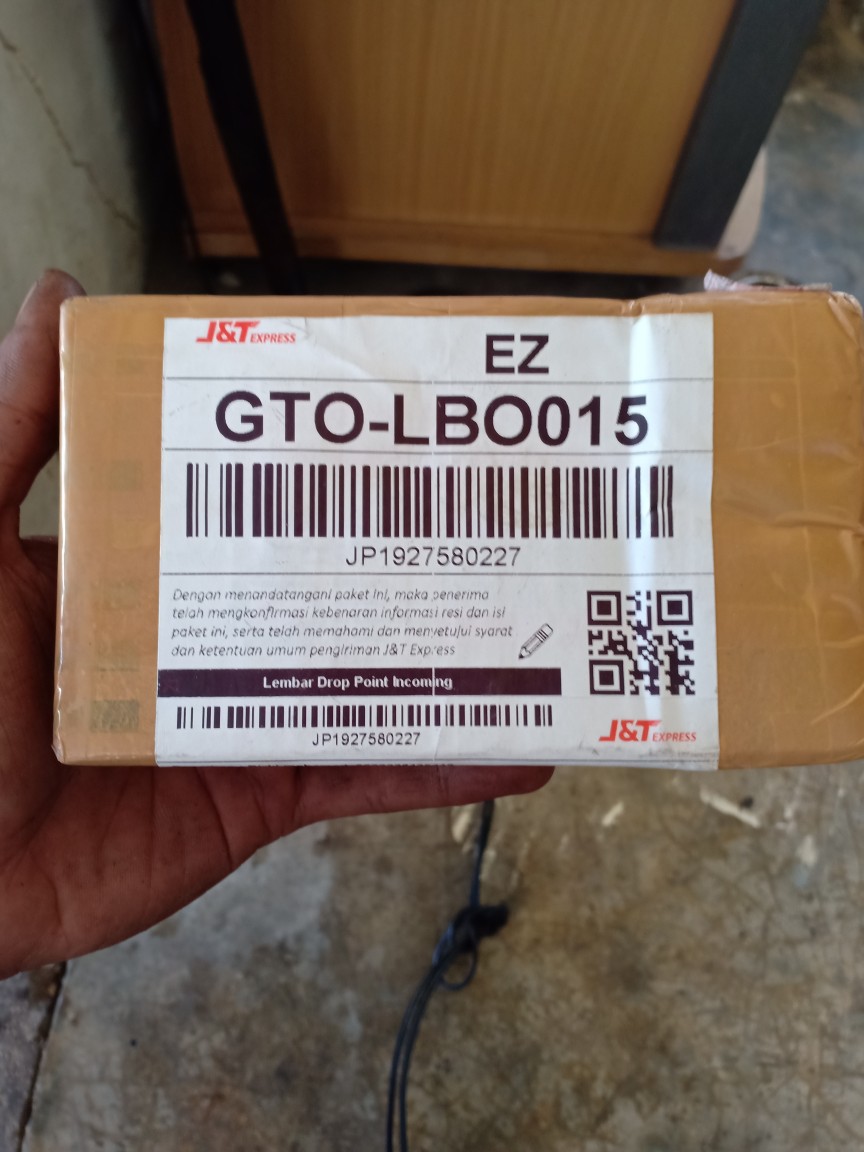 J&T EXPRESS
EZ
GTO-LBO015
JP1927580227
Dengan menandatangani paket ini, maka penerima
telah mengkonfirmasi kebenaran informasi resi dan isi
paket ini, serta telah memahami dan menyetujui syarat
dan ketentuan umum pengiriman J&T Express
Lembar Drop Point Incoming
JP1927580227
J&T EXPRESS